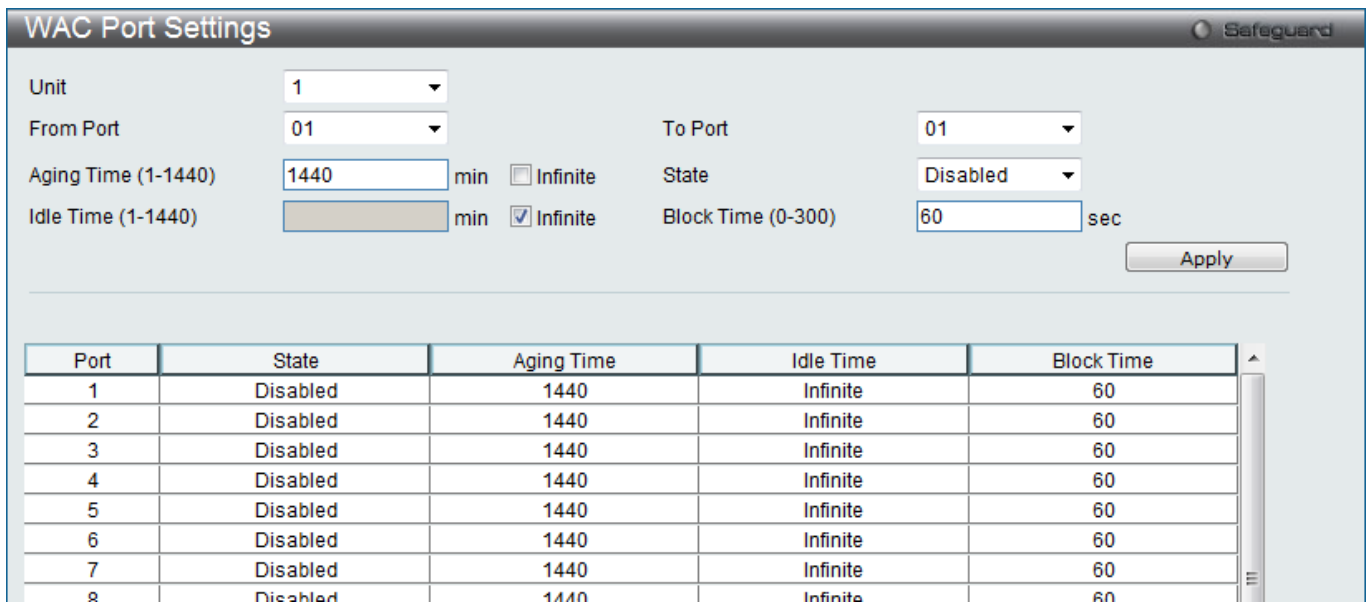 WAC Port Settings Safeguard
Unit 1
From Port 01 To Port 01
Aging Time (1-1440) 1440 min Infinite State Disabled
Idle Time (1-1440) min Infinite Block Time (0-300) 60 sec
Apply
Port State Aging Time Idle Time Block Time
1 Disabled 1440 Infinite 60
2 Disabled 1440 Infinite 60
3 Disabled 1440 Infinite 60
4 Disabled 1440 Infinite 60
5 Disabled 1440 Infinite 60
6 Disabled 1440 Infinite 60
7 Disabled 1440 Infinite 60
8 Disabled 1440 Infinite 60